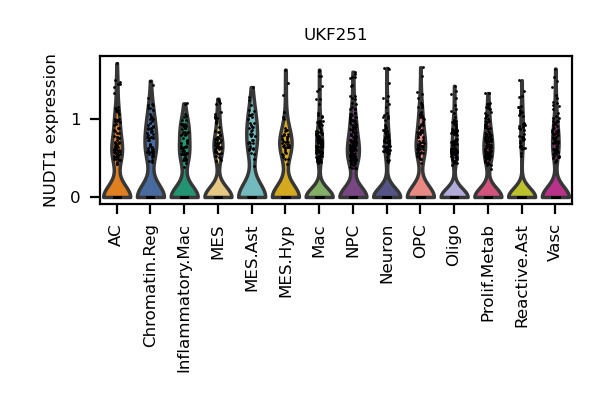 UKF251
NUDT1 expression
1
0
AC
Chromatin.Reg
Inflammatory.Mac
MES
MES.Ast
MES.Hyp
Mac
NPC
Neuron
OPC
Oligo
Prolif.Metab
Reactive.Ast
Vasc